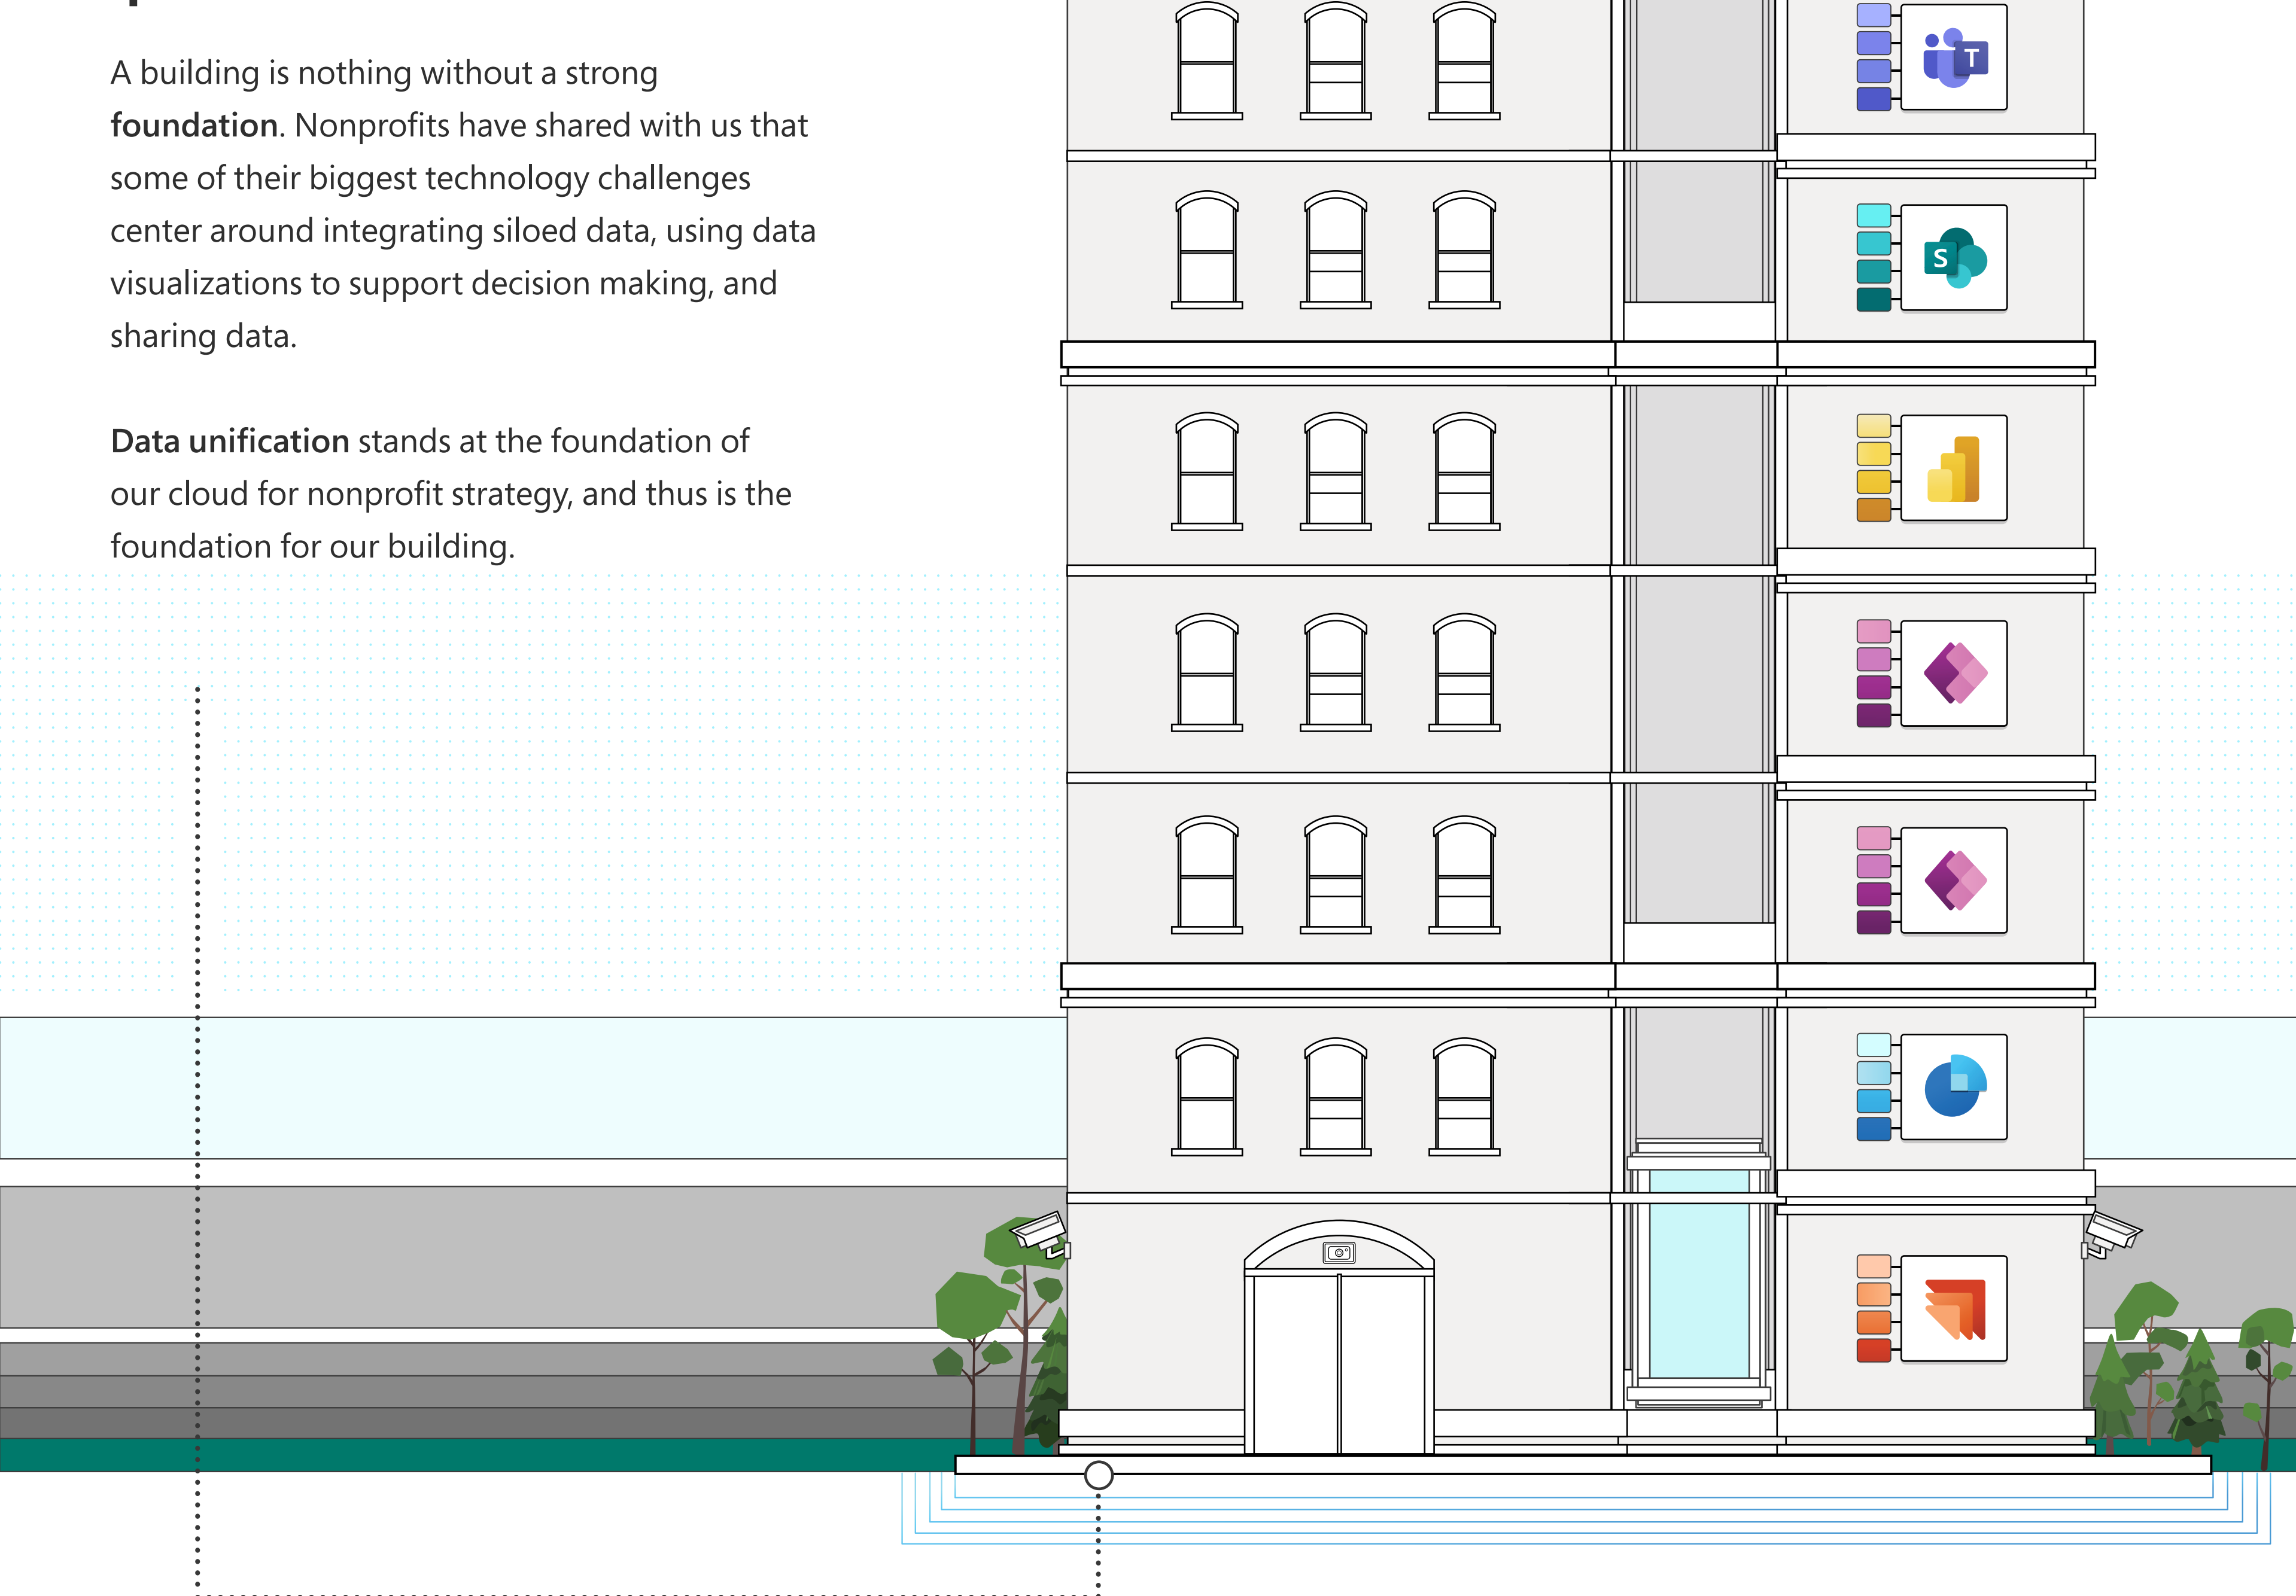 A building is nothing without a strong
foundation. Nonprofits have shared with us that
some of their biggest technology challenges
center around integrating siloed data, using data
visualizations to support decision making, and
sharing data.
Data unification stands at the foundation of
our cloud for nonprofit strategy, and thus is the
foundation for our building.
T
S